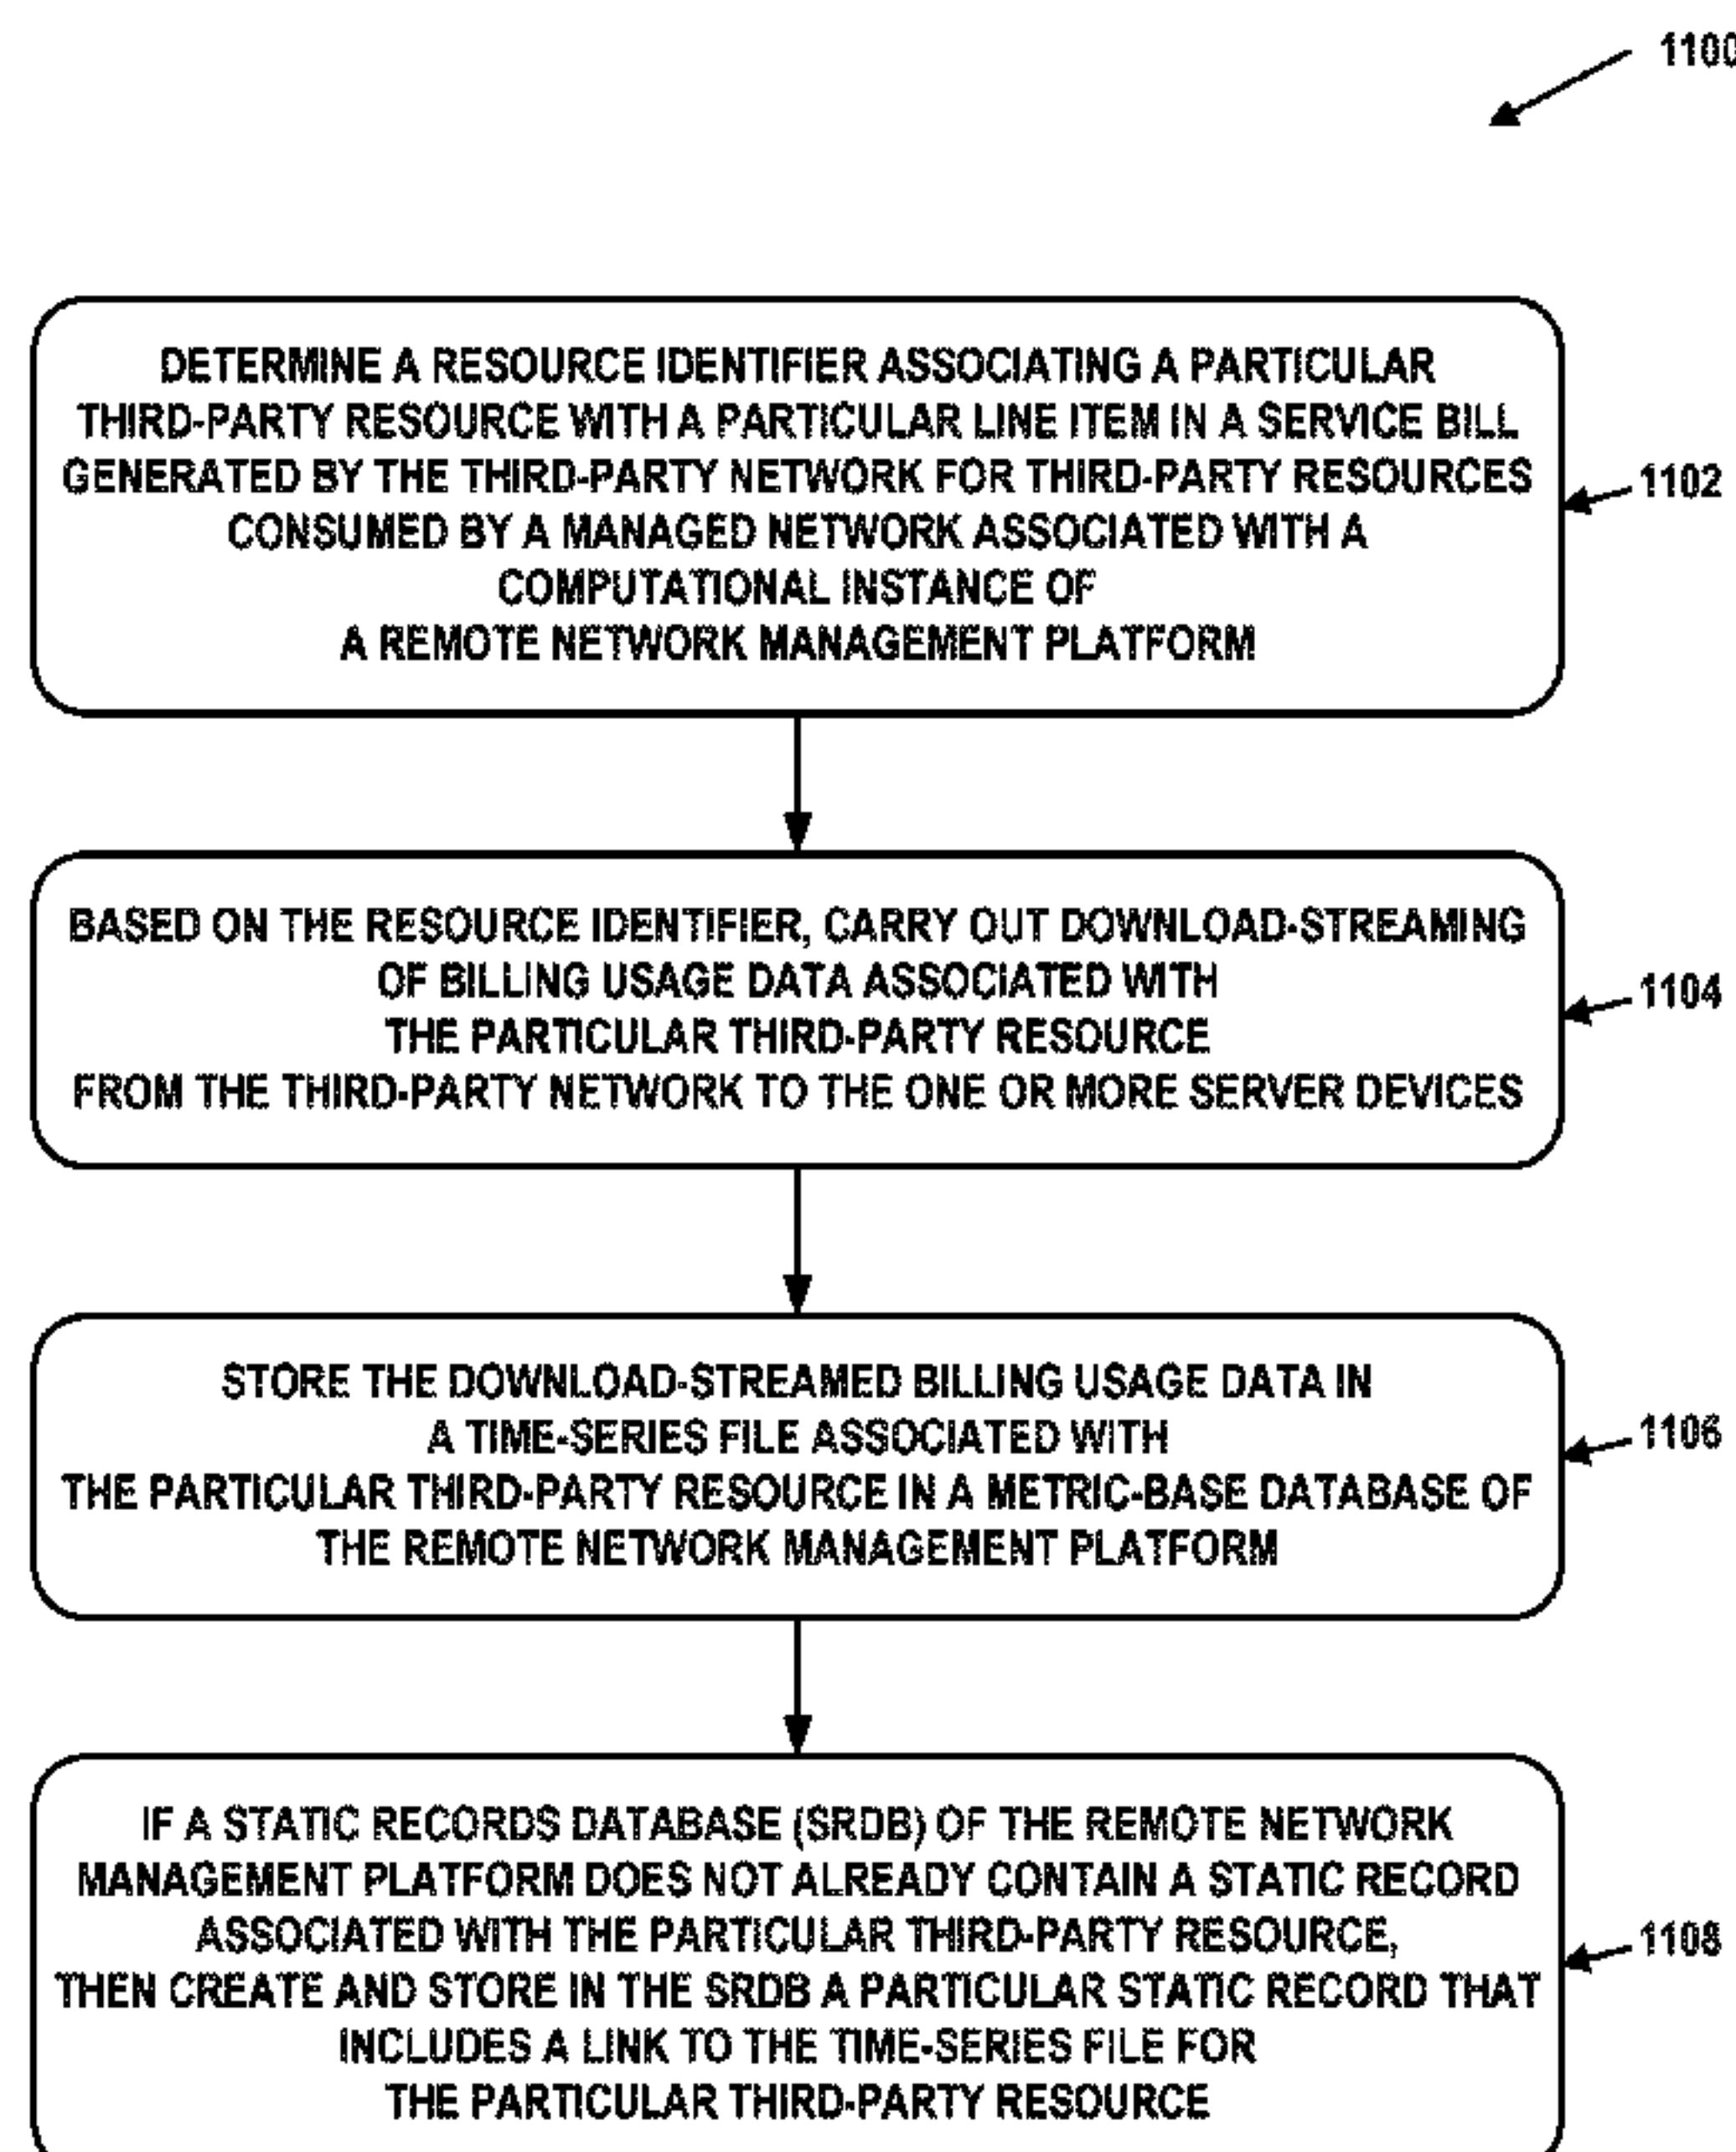 1100
DETERMINE A RESOURCE IDENTIFIER ASSOCIATING A PARTICULAR
THIRD-PARTY RESOURCE WITH A PARTICULAR LINE ITEM IN A SERVICE BILL
GENERATED BY THE THIRD-PARTY NETWORK FOR THIRD-PARTY RESOURCES
CONSUMED BY A MANAGED NETWORK ASSOCIATED WITH A
COMPUTATIONAL INSTANCE OF
A REMOTE NETWORK MANAGEMENT PLATFORM
1102
BASED ON THE RESOURCE IDENTIFIER, CARRY OUT DOWNLOAD-STREAMING
OF BILLING USAGE DATA ASSOCIATED WITH
THE PARTICULAR THIRD-PARTY RESOURCE
FROM THE THIRD-PARTY NETWORK TO THE ONE OR MORE SERVER DEVICES
1104
STORE THE DOWNLOAD-STREAMED BILLING USAGE DATA IN
A TIME-SERIES FILE ASSOCIATED WITH
THE PARTICULAR THIRD-PARTY RESOURCE IN A METRIC-BASE DATABASE OF
THE REMOTE NETWORK MANAGEMENT PLATFORM
1106
IF A STATIC RECORDS DATABASE (SRDB) OF THE REMOTE NETWORK
MANAGEMENT PLATFORM DOES NOT ALREADY CONTAIN A STATIC RECORD
ASSOCIATED WITH THE PARTICULAR THIRD-PARTY RESOURCE,
THEN CREATE AND STORE IN THE SRDB A PARTICULAR STATIC RECORD THAT
INCLUDES A LINK TO THE TIME-SERIES FILE FOR
THE PARTICULAR THIRD-PARTY RESOURCE
1108